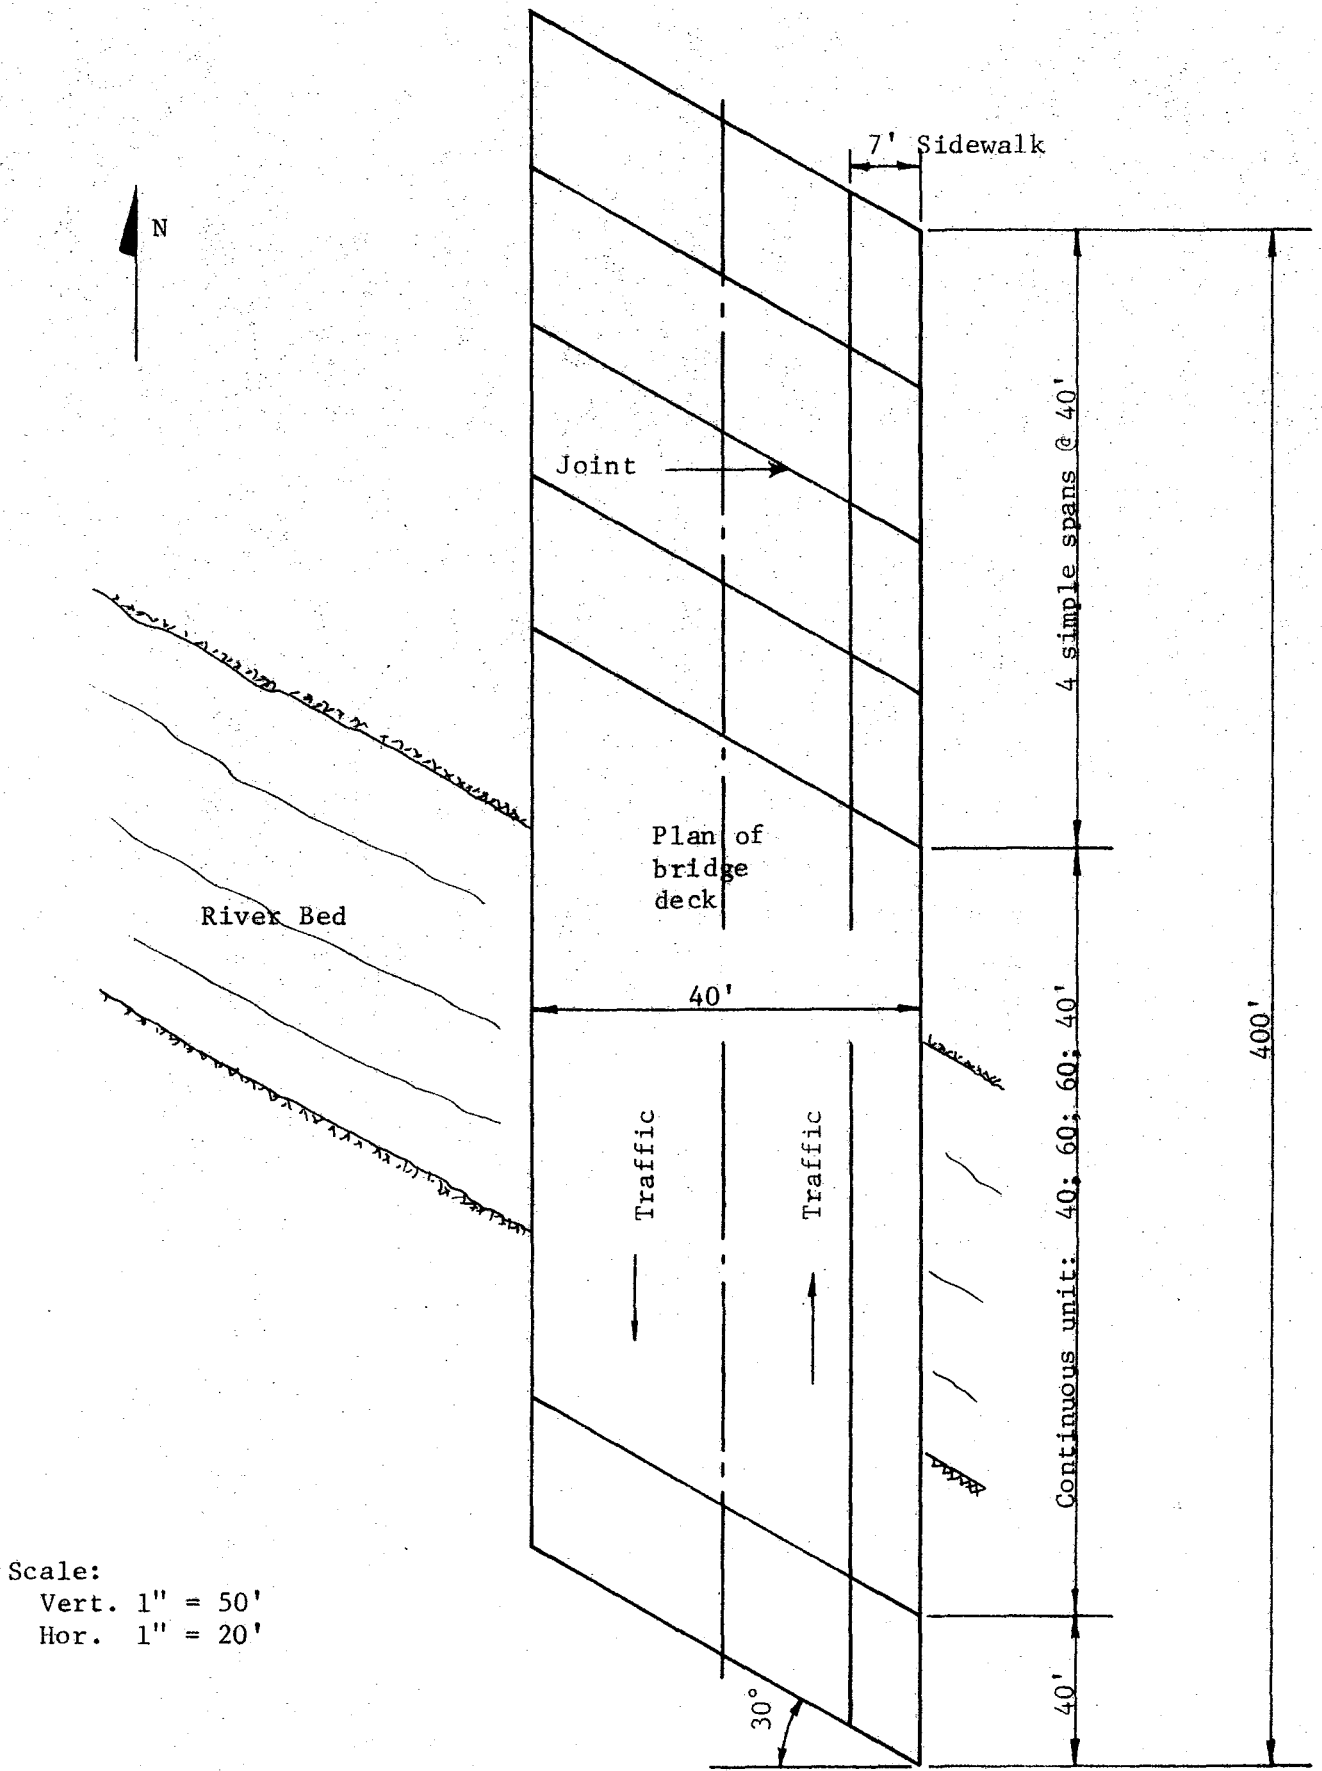 7' Sidewalk
N
4 simple spans @ 40'
Joint
Plan of
bridge
deck
River Bed
40'
Continuous unit: 40; 60; 60; 40'
400'
Traffic
Traffic
Scale:
Vert. 1" = 50'
Hor. 1" = 20'
30°
40'